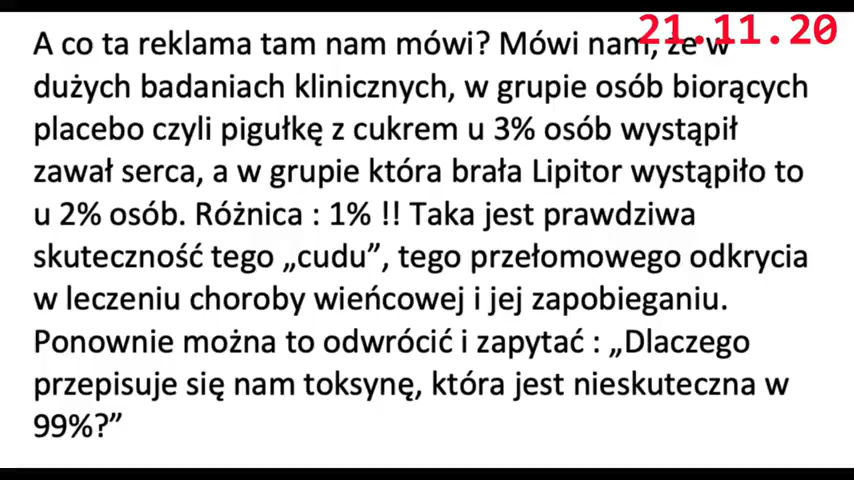 21.11.20
A co ta reklama tam nam mówi? Mówi nam, że w
dużych badaniach klinicznych, w grupie osób biorących
placebo czyli pigułkę z cukrem u 3% osób wystąpił
zawał serca, a w grupie która brała Lipitor wystąpiło to
u 2% osób. Różnica : 1% !! Taka jest prawdziwa
skuteczność tego „cudu”, tego przełomowego odkrycia
w leczeniu choroby wieńcowej i jej zapobieganiu.
Ponownie można to odwrócić i zapytać : „Dlaczego
przepisuje się nam toksynę, która jest nieskuteczna w
99%?”